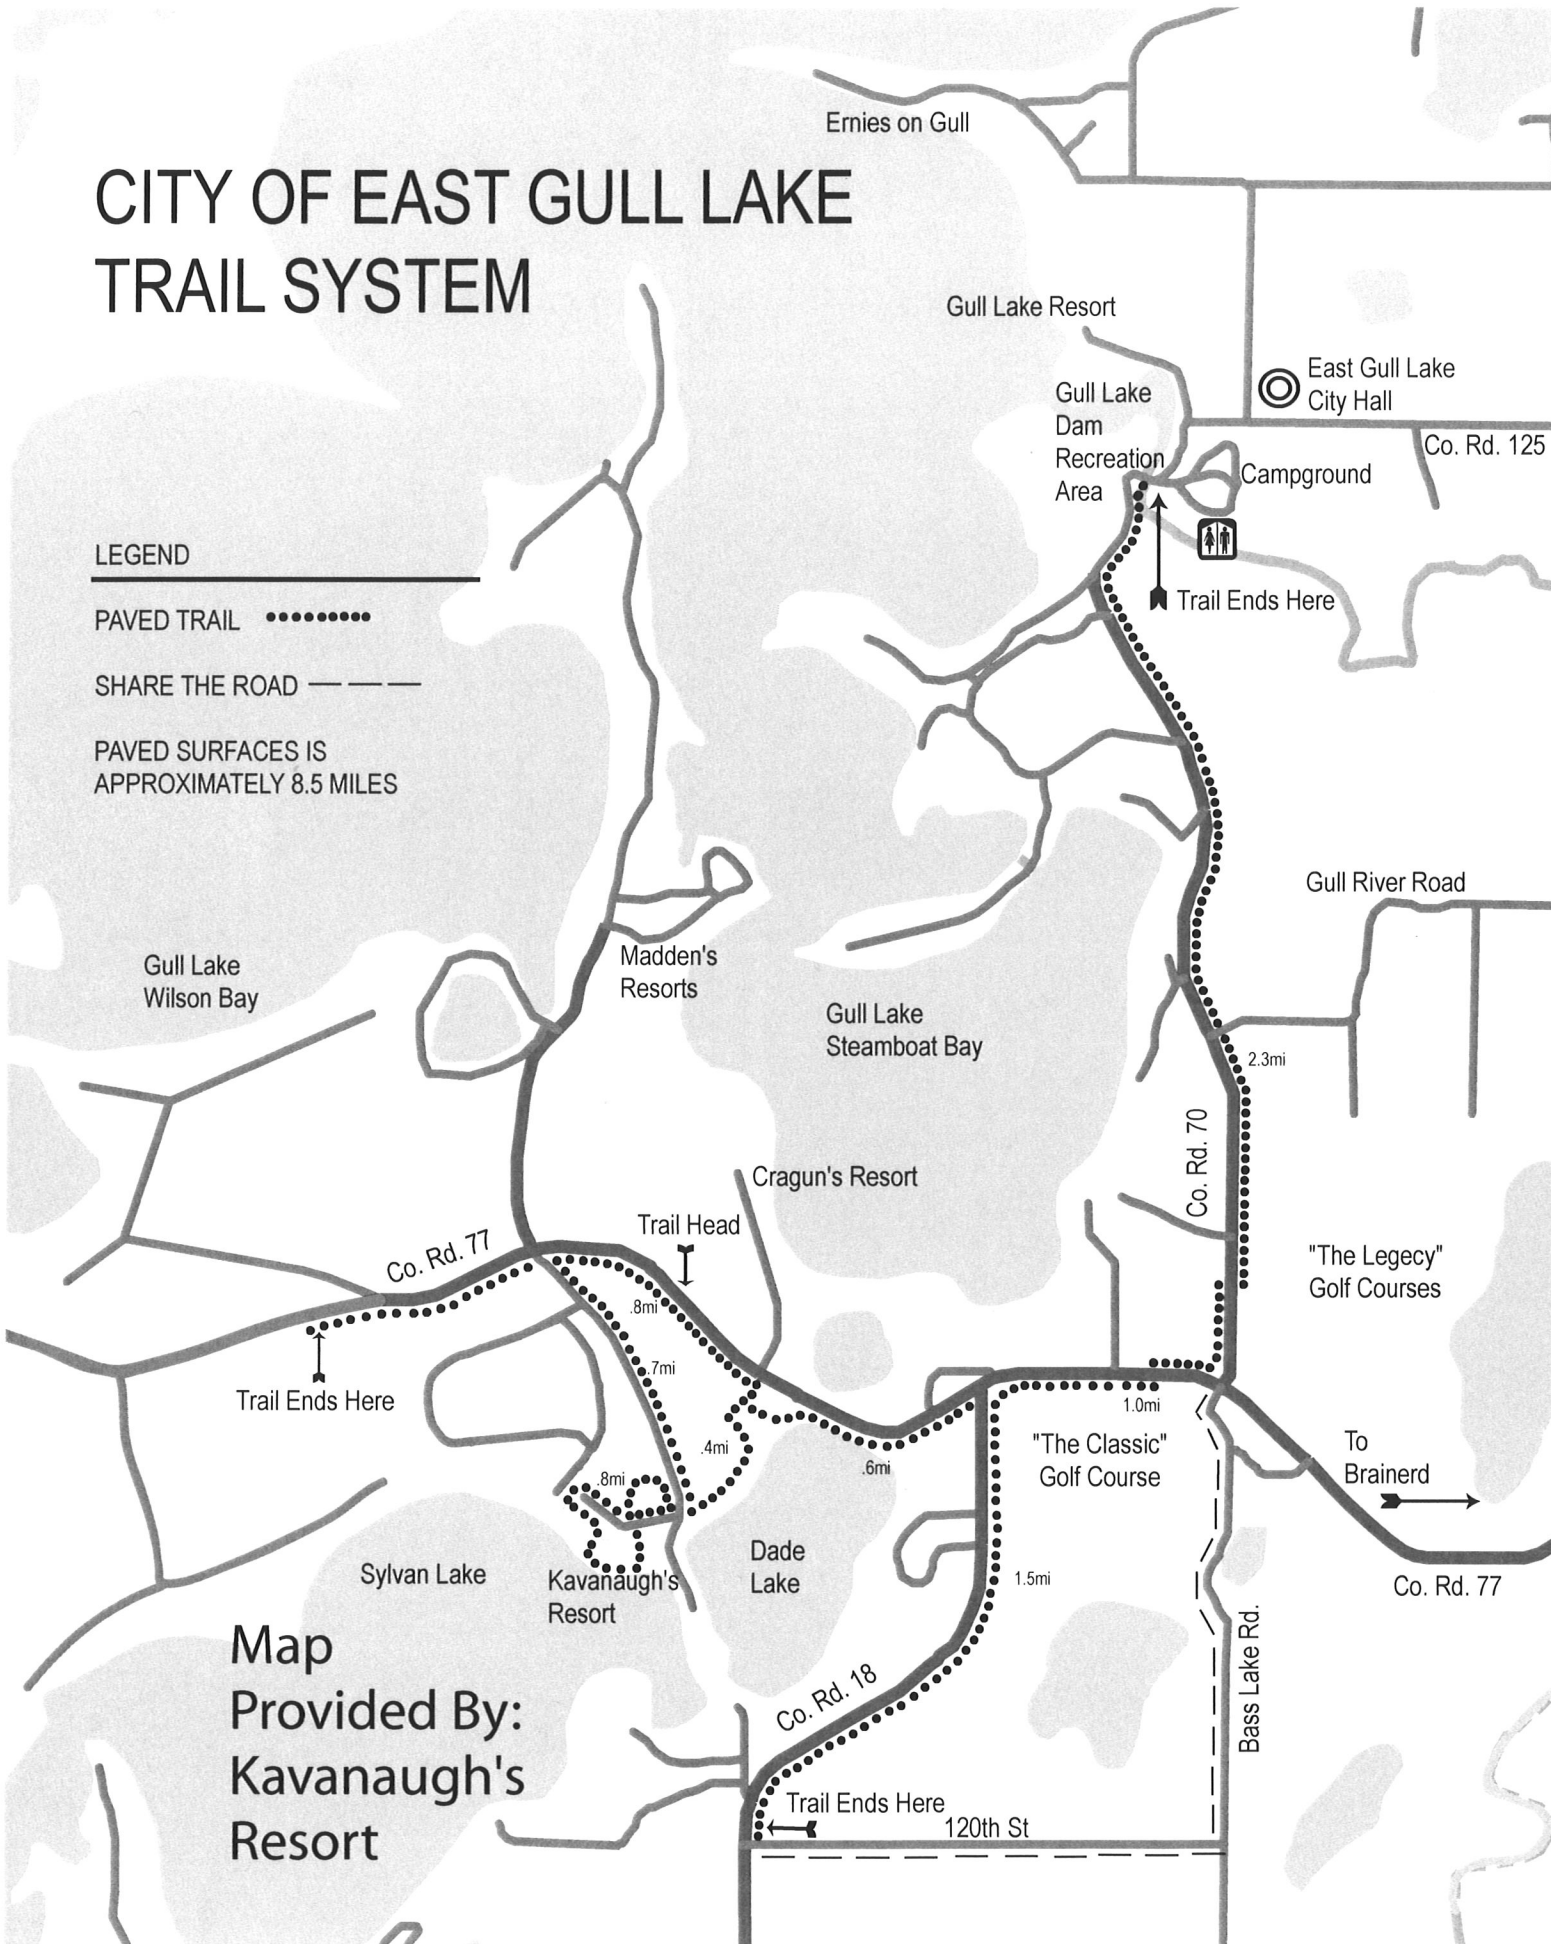 Ernies on Gull
CITY OF EAST GULL LAKE
TRAIL SYSTEM
Gull Lake Resort
East Gull Lake
City Hall
Gull Lake
Dam
Recreation
Area
Co. Rd. 125
Campground
LEGEND
Trail Ends Here
PAVED TRAIL
SHARE THE ROAD
PAVED SURFACES IS
APPROXIMATELY 8.5 MILES
Gull River Road
Madden's
Resorts
Gull Lake
Wilson Bay
Gull Lake
Steamboat Bay
2.3mi
Co. Rd. 70
Cragun's Resort
Trail Head
Co. Rd. 77
"The Legecy"
Golf Courses
.8mi
.7mi
Trail Ends Here
1.0mi
.4mi
.6mi
"The Classic"
Golf Course
To
Brainerd
.8mi
Sylvan Lake
Kavanaugh's
Resort
Dade
Lake
1.5mi
Co. Rd. 77
Bass Lake Rd.
Map
Provided By:
Kavanaugh's
Resort
Co. Rd. 18
Trail Ends Here
120th St